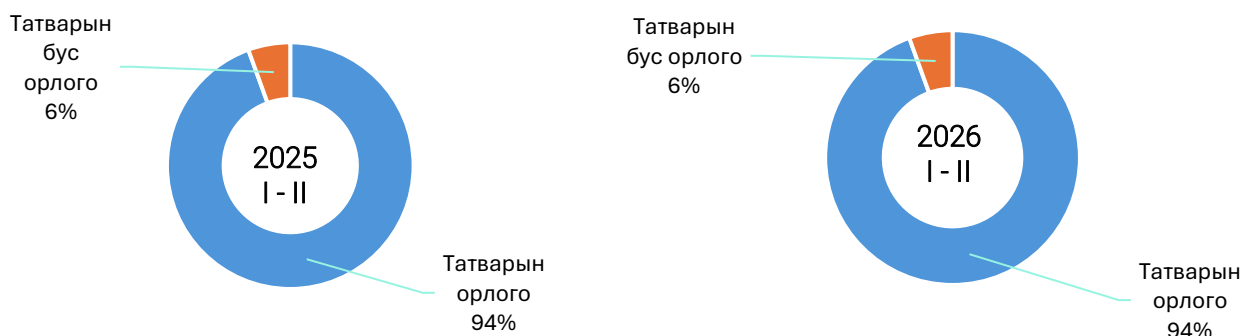 Татварын
бус
орлого
6%
2025
I - II
Татварын
орлого
94%
Татварын
бус орлого
6%
2026
I - II
Татварын
орлого
94%